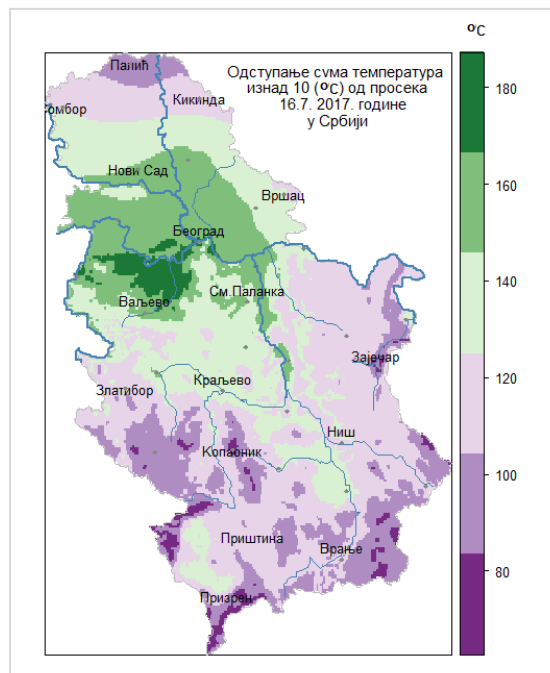 ºC
Одступање сума температура
изнад 10 (ºC) од просека
16.7. 2017. године
у Србији
Палић
омбор
Кикинда
Нови Сад
Вршац
Београд
См.Паланка
Ваљево
Зајечар
Златибор
Краљево
Ниш
Копаоник
Приштина
Врање
Призрен
180
160
140
120
100
80